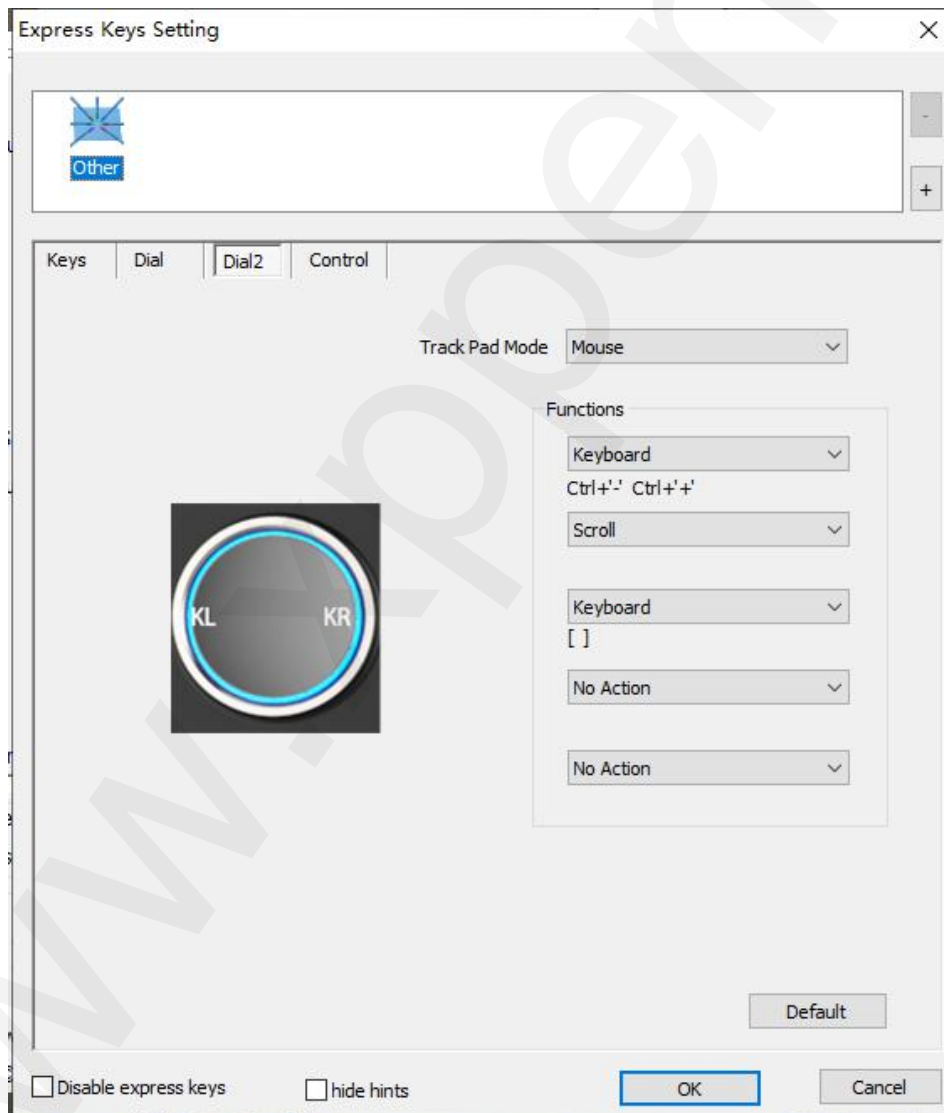 Express Keys Setting
-
Other
+
Keys Dial Dial2 Control
Track Pad Mode Mouse
Functions
Keyboard
Ctrl+'-' Ctrl+'+'
Scroll
KL KR
Keyboard
[ ]
No Action
No Action
Default
Disable express keys hide hints OK Cancel